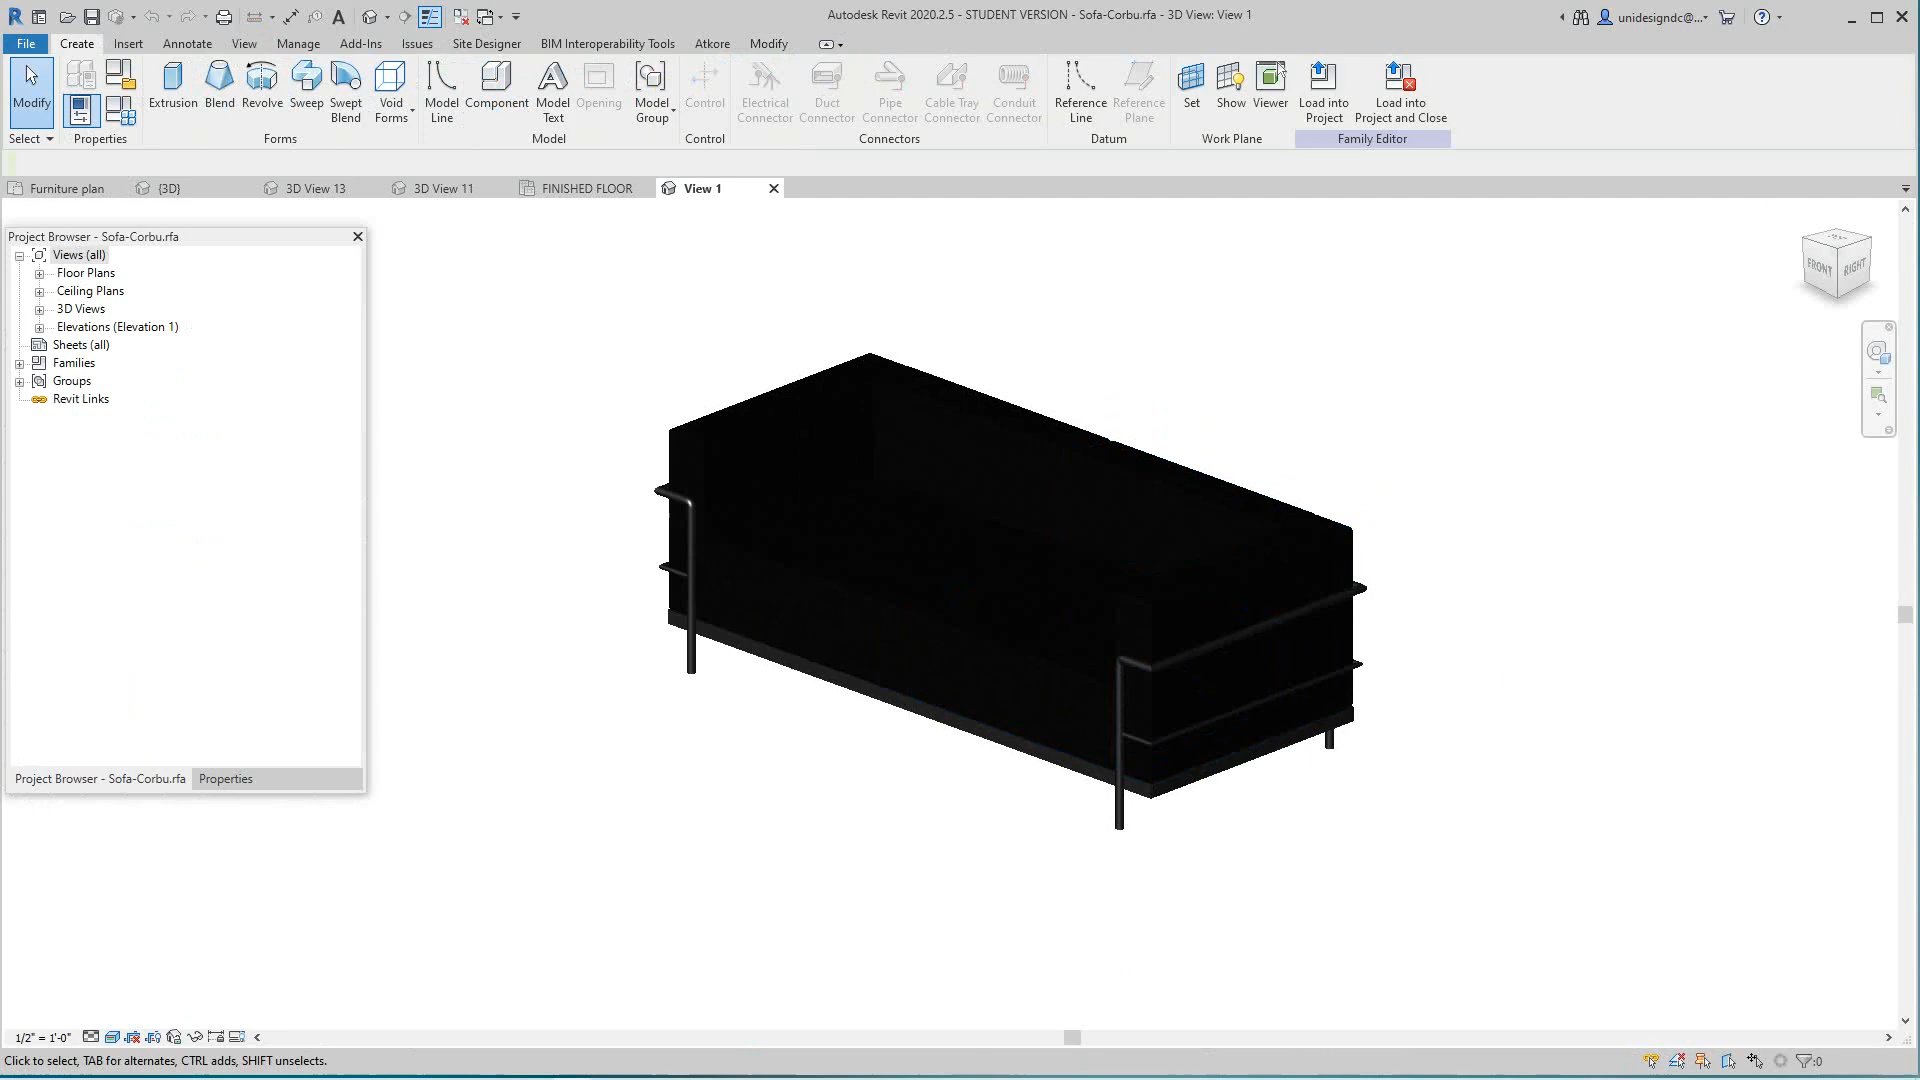 Autodesk Revit 2020.2.5 - STUDENT VERSION - Sofa-Corbu.rfa - 3D View: View 1
unidesigndc@...
File Create Insert Annotate View Manage Add-Ins Issues Site Designer BIM Interoperability Tools Atkore Modify
Modify
Extrusion Blend Revolve Sweep Swept Blend Void Forms
Model Line Component Model Text Opening Model Group
Control
Electrical Connector Duct Connector Pipe Connector Cable Tray Connector Conduit Connector
Reference Line Reference Plane
Set Show Viewer
Load into Project Load into Project and Close
Select Properties Forms Model Control Connectors Datum Work Plane Family Editor
Furniture plan {3D} 3D View 13 3D View 11 FINISHED FLOOR View 1
Project Browser - Sofa-Corbu.rfa
Views (all)
Floor Plans
Ceiling Plans
3D Views
Elevations (Elevation 1)
Sheets (all)
Families
Groups
Revit Links
Project Browser - Sofa-Corbu.rfa Properties
FRONT RIGHT
1/2" = 1'-0"
Click to select, TAB for alternates, CTRL adds, SHIFT unselects.
:0